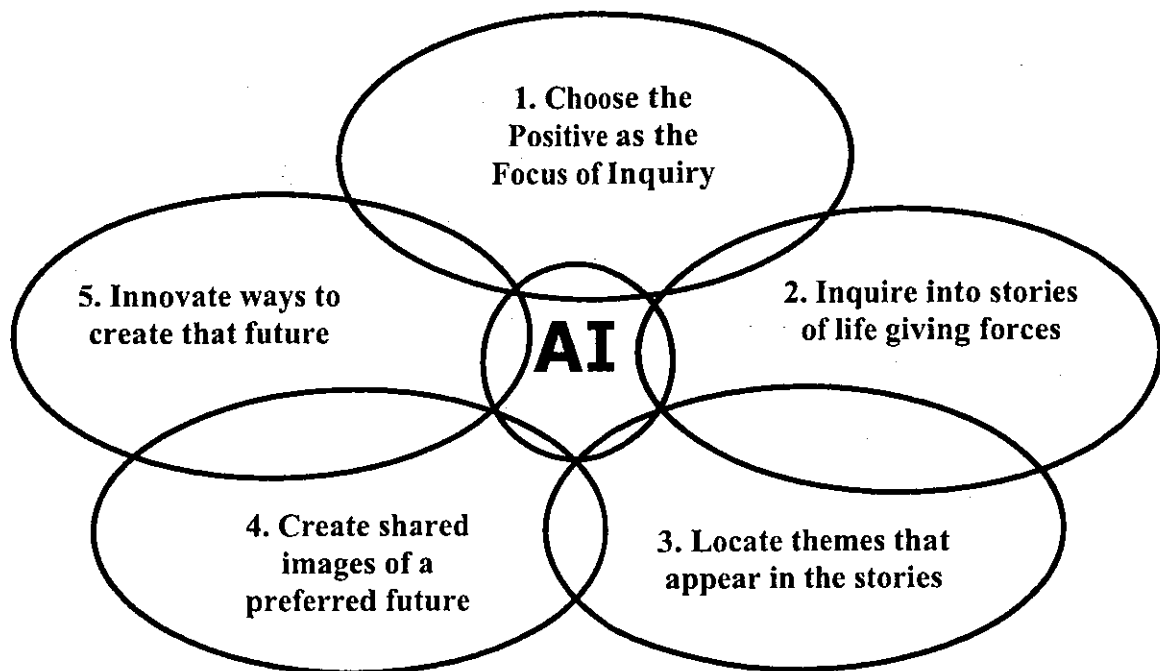 1. Choose the
Positive as the
Focus of Inquiry
2. Inquire into stories
of life giving forces
3. Locate themes that
appear in the stories
4. Create shared
images of a
preferred future
5. Innovate ways to
create that future
AI